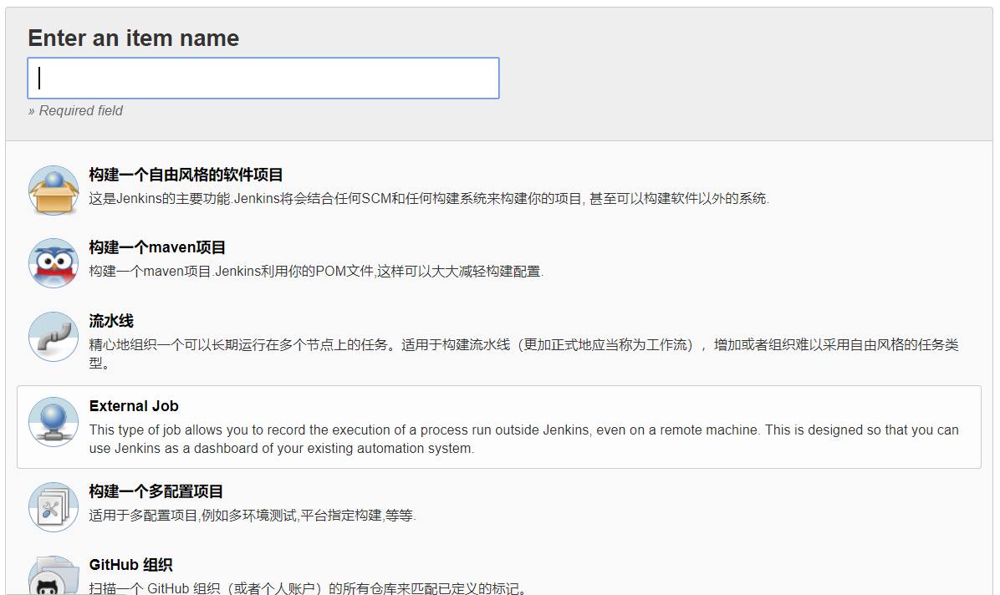 Enter an item name
» Required field
构建一个自由风格的软件项目
这是Jenkins的主要功能.Jenkins将会结合任何SCM和任何构建系统来构建你的项目, 甚至可以构建软件以外的系统.
构建一个maven项目
构建一个maven项目.Jenkins利用你的POM文件,这样可以大大减轻构建配置.
流水线
精心地组织一个可以长期运行在多个节点上的任务。适用于构建流水线（更加正式地应当称为工作流），增加或者组织难以采用自由风格的任务类
型。
External Job
This type of job allows you to record the execution of a process run outside Jenkins, even on a remote machine. This is designed so that you can
use Jenkins as a dashboard of your existing automation system.
构建一个多配置项目
适用于多配置项目,例如多环境测试,平台指定构建,等等.
GitHub 组织
扫描一个 GitHub 组织（或者个人账户）的所有仓库来匹配已定义的标记。